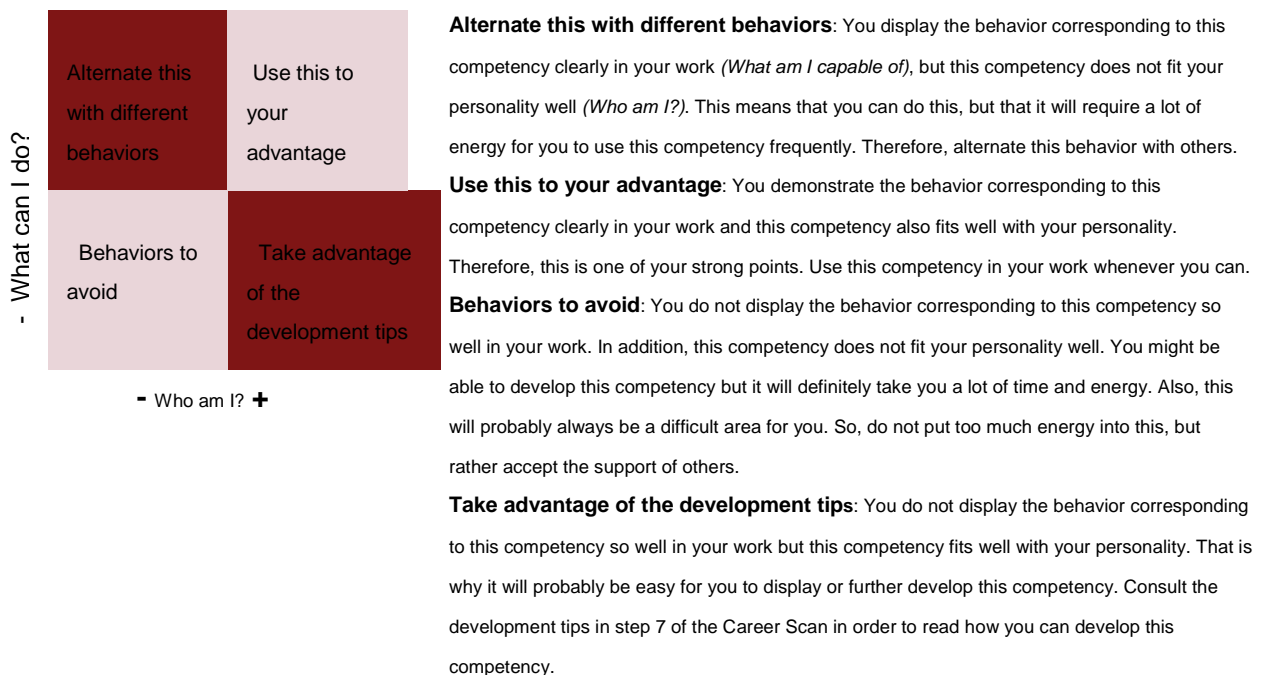 Alternate this
with different
behaviors
Use this to
your
advantage
Behaviors to
avoid
Take advantage
of the
development tips
- What can I do?
- Who am I? +
Alternate this with different behaviors: You display the behavior corresponding to this
competency clearly in your work (What am I capable of), but this competency does not fit your
personality well (Who am I?). This means that you can do this, but that it will require a lot of
energy for you to use this competency frequently. Therefore, alternate this behavior with others.
Use this to your advantage: You demonstrate the behavior corresponding to this
competency clearly in your work and this competency also fits well with your personality.
Therefore, this is one of your strong points. Use this competency in your work whenever you can.
Behaviors to avoid: You do not display the behavior corresponding to this competency so
well in your work. In addition, this competency does not fit your personality well. You might be
able to develop this competency but it will definitely take you a lot of time and energy. Also, this
will probably always be a difficult area for you. So, do not put too much energy into this, but
rather accept the support of others.
Take advantage of the development tips: You do not display the behavior corresponding
to this competency so well in your work but this competency fits well with your personality. That is
why it will probably be easy for you to display or further develop this competency. Consult the
development tips in step 7 of the Career Scan in order to read how you can develop this
competency.